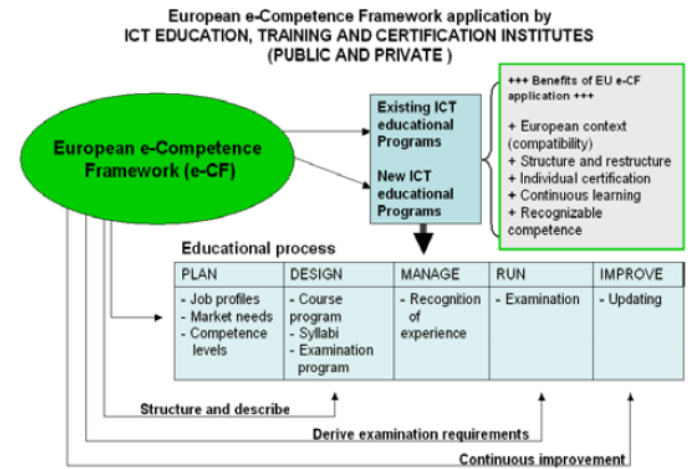 European e-Competence Framework application by
ICT EDUCATION, TRAINING AND CERTIFICATION INSTITUTES
(PUBLIC AND PRIVATE )
European e-Competence
Framework (e-CF)
Existing ICT
educational
Programs
New ICT
educational
Programs
+++ Benefits of EU e-CF
application +++
+ European context
(compatibility)
+ Structure and restructure
+ Individual certification
+ Continuous learning
+ Recognizable
competence
Educational process
PLAN
- Job profiles
- Market needs
- Competence
levels
DESIGN
- Course
program
- Syllabi
- Examination
program
MANAGE
- Recognition
of
experience
RUN
- Examination
IMPROVE
- Updating
Structure and describe
Derive examination requirements
Continuous improvement